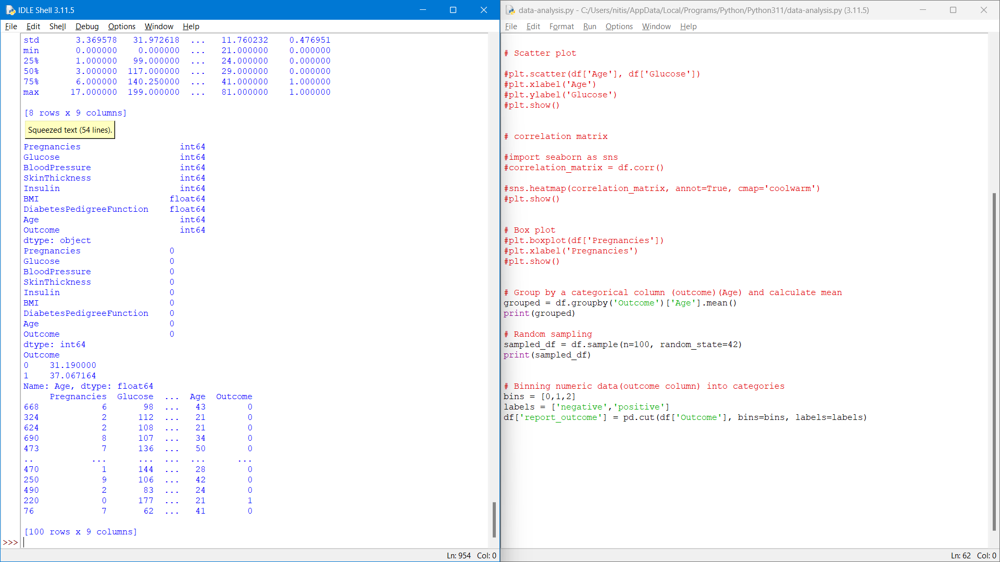 IDLE Shell 3.11.5
File Edit Shell Debug Options Window Help
std 3.369578 31.972618 ... 11.760232 0.476951
min 0.000000 0.000000 ... 21.000000 0.000000
25% 1.000000 99.000000 ... 24.000000 0.000000
50% 3.000000 117.000000 ... 29.000000 0.000000
75% 6.000000 140.250000 ... 41.000000 1.000000
max 17.000000 199.000000 ... 81.000000 1.000000
[8 rows x 9 columns]
Squeezed text (54 lines).
Pregnancies int64
Glucose int64
BloodPressure int64
SkinThickness int64
Insulin int64
BMI float64
DiabetesPedigreeFunction float64
Age int64
Outcome int64
dtype: object
Pregnancies 0
Glucose 0
BloodPressure 0
SkinThickness 0
Insulin 0
BMI 0
DiabetesPedigreeFunction 0
Age 0
Outcome 0
dtype: int64
Outcome
0 31.190000
1 37.067164
Name: Age, dtype: float64
Pregnancies Glucose ... Age Outcome
668 6 98 ... 43 0
324 2 112 ... 21 0
624 2 108 ... 21 0
690 8 107 ... 34 0
473 7 136 ... 50 0
.. ... ... ... ... ...
470 1 144 ... 28 0
250 9 106 ... 42 0
490 2 83 ... 24 0
220 0 177 ... 21 1
76 7 62 ... 41 0
[100 rows x 9 columns]
>>>
Ln: 954 Col: 0
data-analysis.py - C:/Users/nitis/AppData/Local/Programs/Python/Python311/data-analysis.py (3.11.5)
File Edit Format Run Options Window Help
# Scatter plot
#plt.scatter(df['Age'], df['Glucose'])
#plt.xlabel('Age')
#plt.ylabel('Glucose')
#plt.show()
# correlation matrix
#import seaborn as sns
#correlation_matrix = df.corr()
#sns.heatmap(correlation_matrix, annot=True, cmap='coolwarm')
#plt.show()
# Box plot
#plt.boxplot(df['Pregnancies'])
#plt.xlabel('Pregnancies')
#plt.show()
# Group by a categorical column (outcome)(Age) and calculate mean
grouped = df.groupby('Outcome')['Age'].mean()
print(grouped)
# Random sampling
sampled_df = df.sample(n=100, random_state=42)
print(sampled_df)
# Binning numeric data(outcome column) into categories
bins = [0,1,2]
labels = ['negative','positive']
df['report_outcome'] = pd.cut(df['Outcome'], bins=bins, labels=labels)
Ln: 62 Col: 0